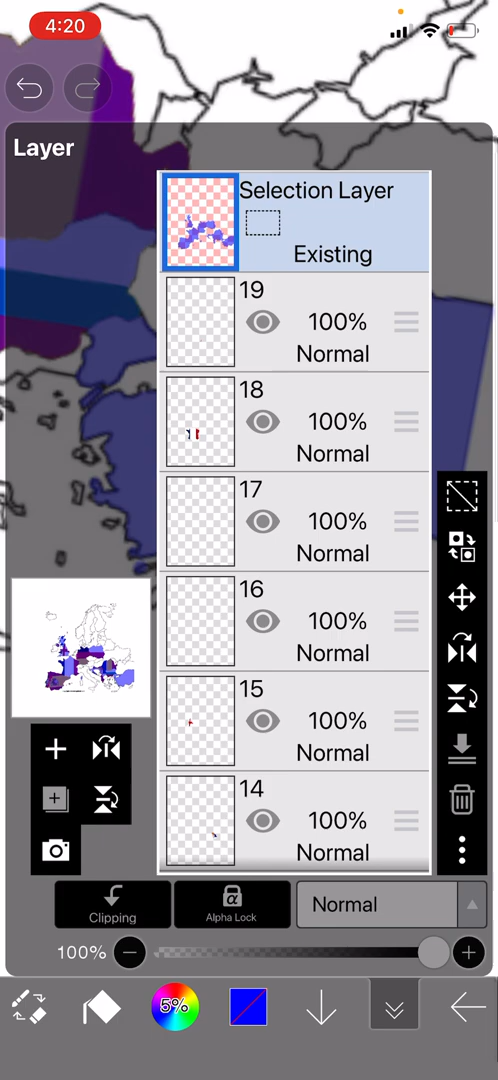 4:20
Layer
Selection Layer
Existing
19
100%
Normal
18
100%
Normal
17
100%
Normal
16
100%
Normal
15
100%
Normal
14
100%
Normal
Clipping
α
Alpha Lock
Normal
100%
5%